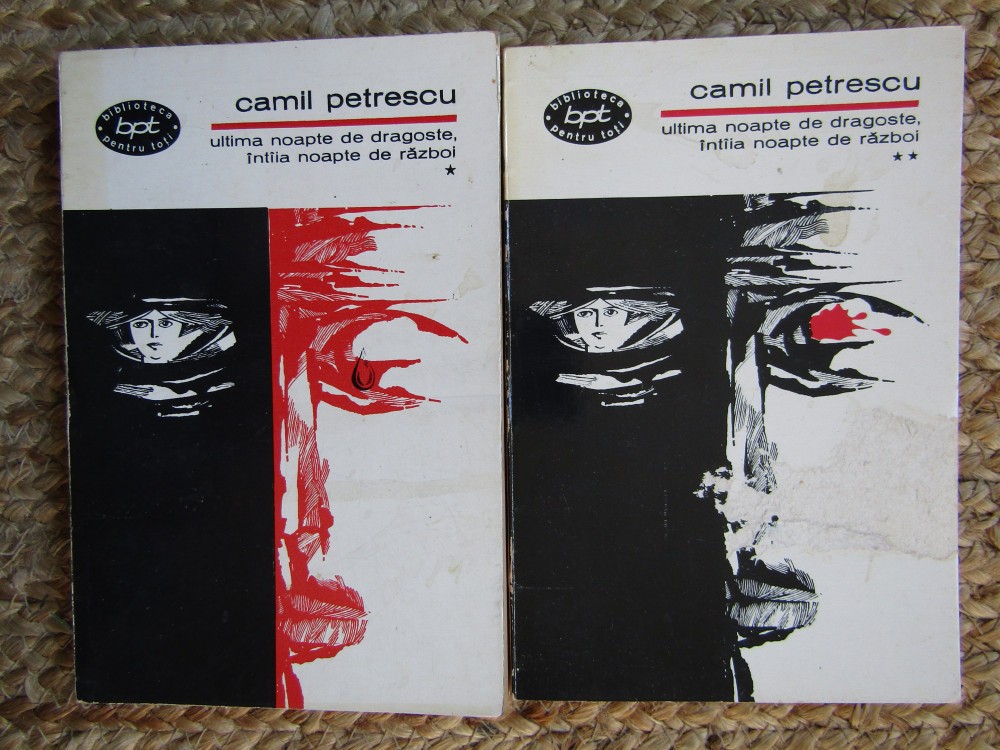 biblioteca
bpt
pentru toți
camil petrescu
ultima noapte de dragoste,
întîia noapte de război
★
biblioteca
bpt
pentru toți
camil petrescu
ultima noapte de dragoste,
întîia noapte de război
★★